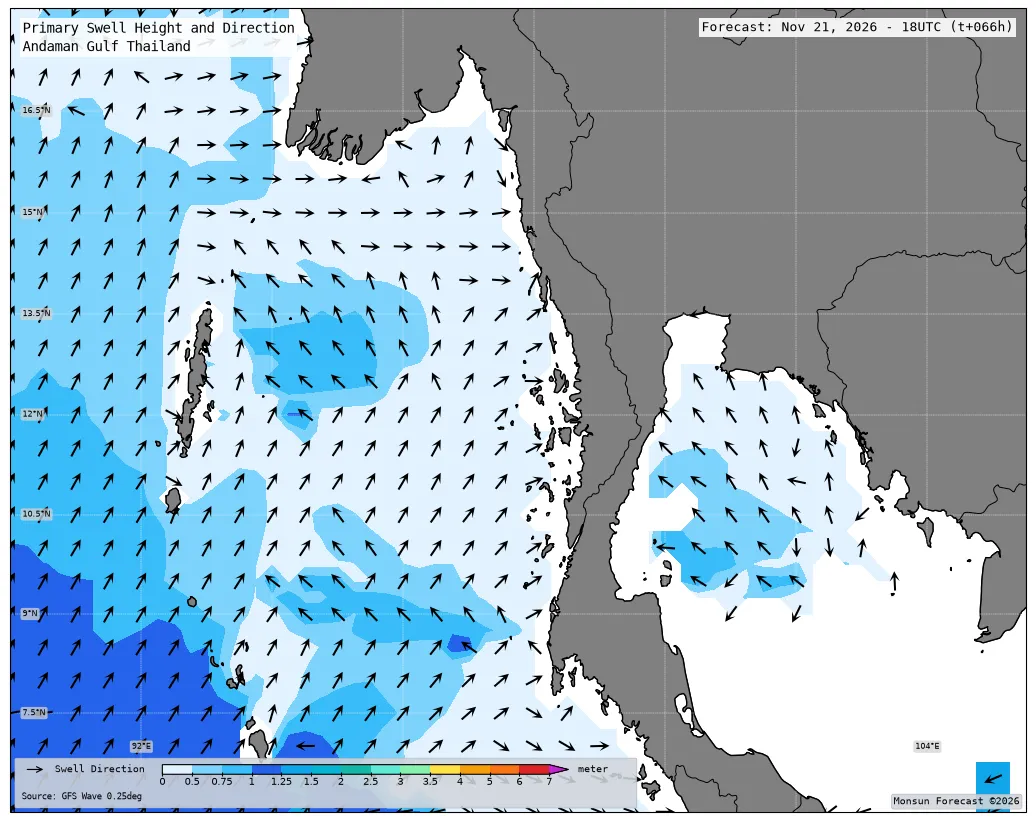 Primary Swell Height and Direction
Andaman Gulf Thailand
Forecast: Nov 21, 2026 - 18UTC (t+066h)
16.5°N
15°N
13.5°N
12°N
10.5°N
9°N
7.5°N
92°E
104°E
Swell Direction
0 0.5 0.75 1 1.25 1.5 2 2.5 3 3.5 4 5 6 7
meter
Source: GFS Wave 0.25deg
Monsun Forecast ©2026